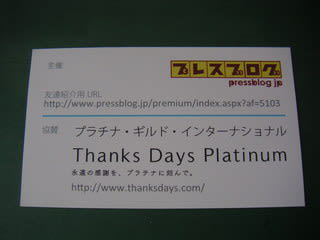 主催
プレスブログ
pressblog.jp
友達紹介用 URL
http://www.pressblog.jp/premium/index.aspx?af=5103
協賛
プラチナ・ギルド・インターナショナル
Thanks Days Platinum
永遠の感謝を、プラチナに刻んで。
http://www.thanksdays.com/